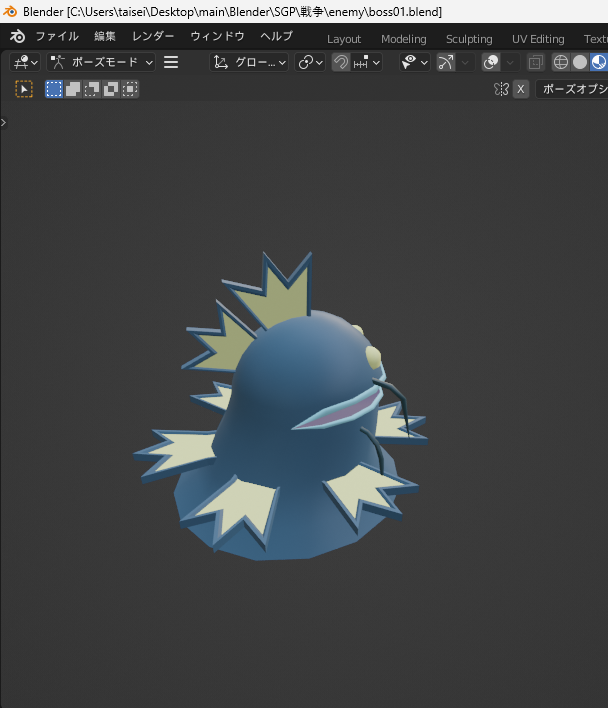 Blender [C:\Users\taisei\Desktop\main\Blender\SGP\戦争\enemy\boss01.blend]
ファイル 編集 レンダー ウィンドウ ヘルプ Layout Modeling Sculpting UV Editing Textu
ポーズモード グロー...
X ポーズオプシ